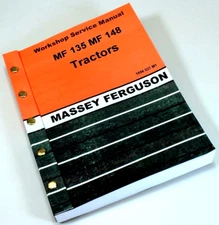 Workshop Service Manual
MF 135 MF 148
Tractors
MASSEY FERGUSON